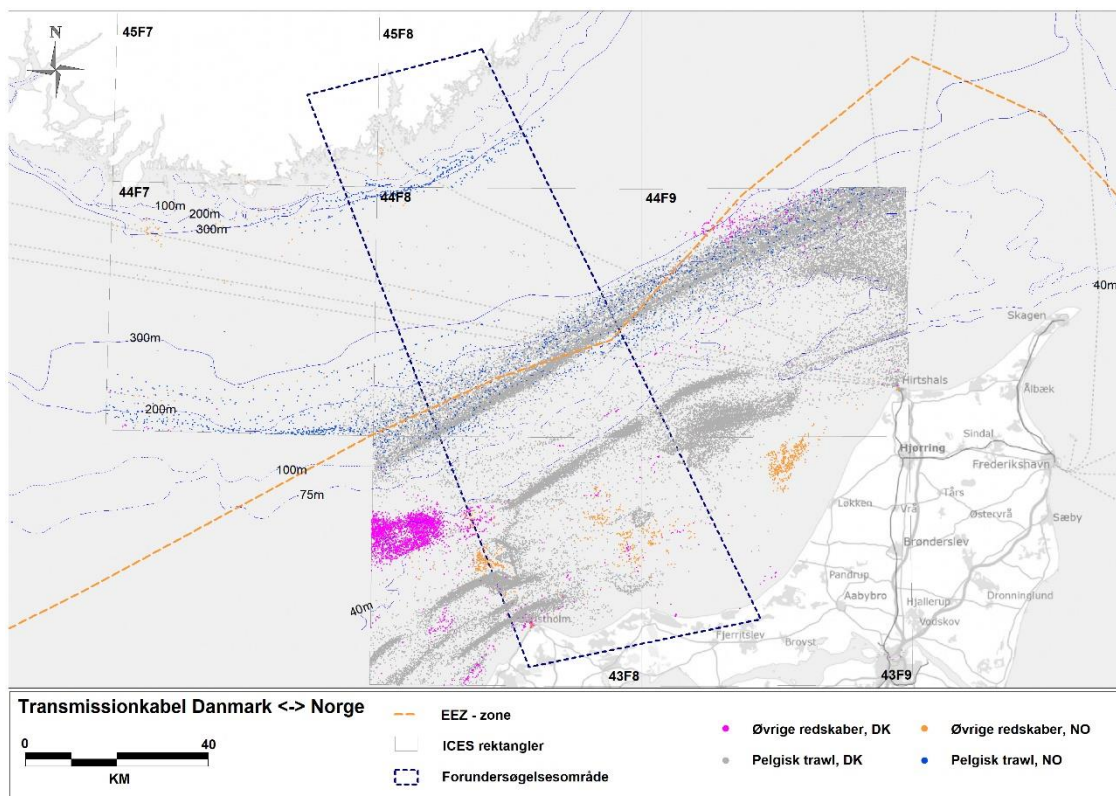 45F7
45F8
N
44F7
44F8
44F9
100m
200m
300m
40m
Skagen
300m
Hirtshals
Ålbæk
200m
Sindal
Hjørring
Frederikshavn
100m
75m
Løkken
Tårs
Vrå
Østervrå
Sæby
Brønderslev
Pandrup
Dronninglund
40m
Aabybro
Hjallerup
Vodskov
Fjerritslev
Brovst
43F8
43F9
Transmissionkabel Danmark <-> Norge
0 40
KM
EEZ - zone
ICES rektangler
Forundersøgelsesområde
Øvrige redskaber, DK
Pelgisk trawl, DK
Øvrige redskaber, NO
Pelgisk trawl, NO